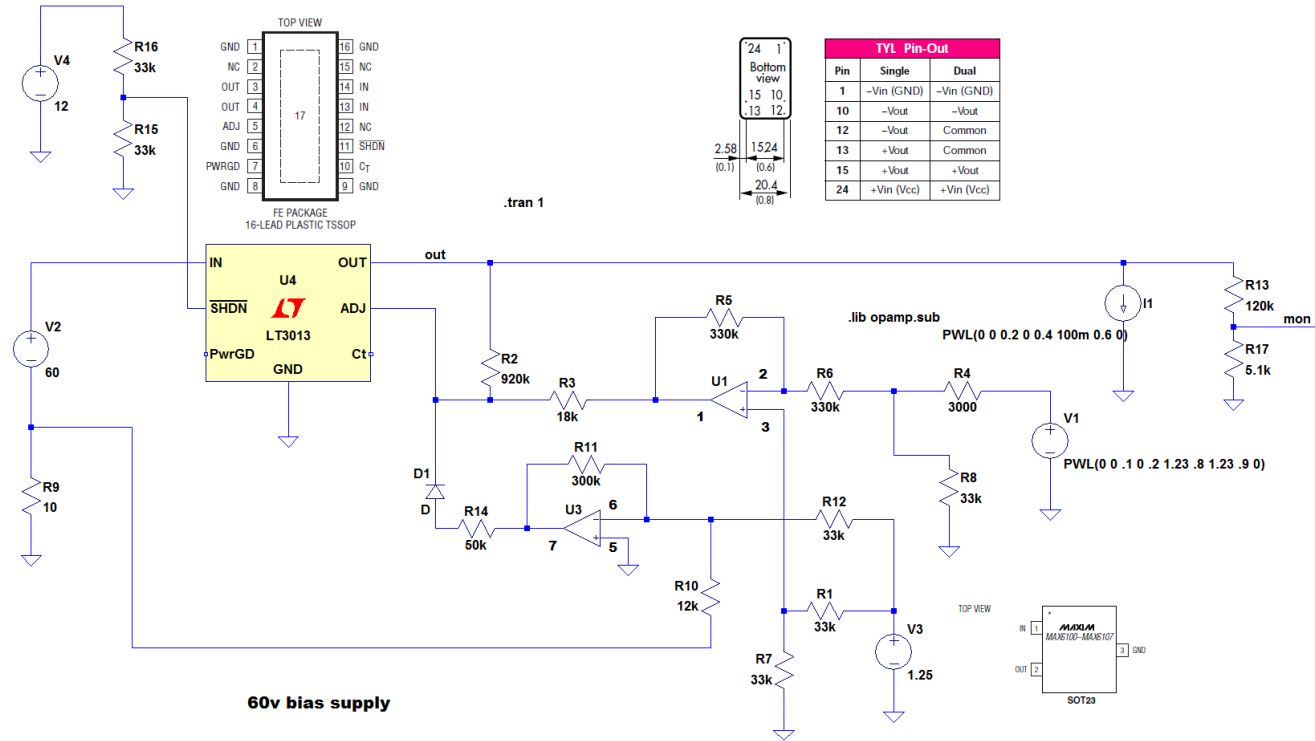 TOP VIEW
GND 1 16 GND
NC 2 15 NC
OUT 3 14 IN
OUT 4 13 IN
ADJ 5 12 NC
GND 6 11 SHDN
PWRGD 7 10 CT
GND 8 9 GND
17
FE PACKAGE
16-LEAD PLASTIC TSSOP
V4
12
R16
33k
R15
33k
24 1
Bottom
view
15 10
13 12
2.58 15.24
(0.1) (0.6)
20.4
(0.8)
TYL Pin-Out
Pin Single Dual
1 –Vin (GND) –Vin (GND)
10 –Vout –Vout
12 –Vout Common
13 +Vout Common
15 +Vout +Vout
24 +Vin (Vcc) +Vin (Vcc)
.tran 1
IN OUT
U4
SHDN ADJ
LT3013
PwrGD Ct
GND
out
V2
60
R9
10
R2
920k
R3
18k
R5
330k
U1
2
1
3
.lib opamp.sub
I1
PWL(0 0 0.2 0 0.4 100m 0.6 0)
R13
120k
mon
R17
5.1k
R6
330k
R4
3000
V1
PWL(0 0 .1 0 .2 1.23 .8 1.23 .9 0)
R8
33k
D1
D
R14
50k
R11
300k
U3
6
7
5
R12
33k
R10
12k
R1
33k
R7
33k
V3
1.25
TOP VIEW
IN 1
MAXIM
MAX6100–MAX6107
3 GND
OUT 2
SOT23
60v bias supply